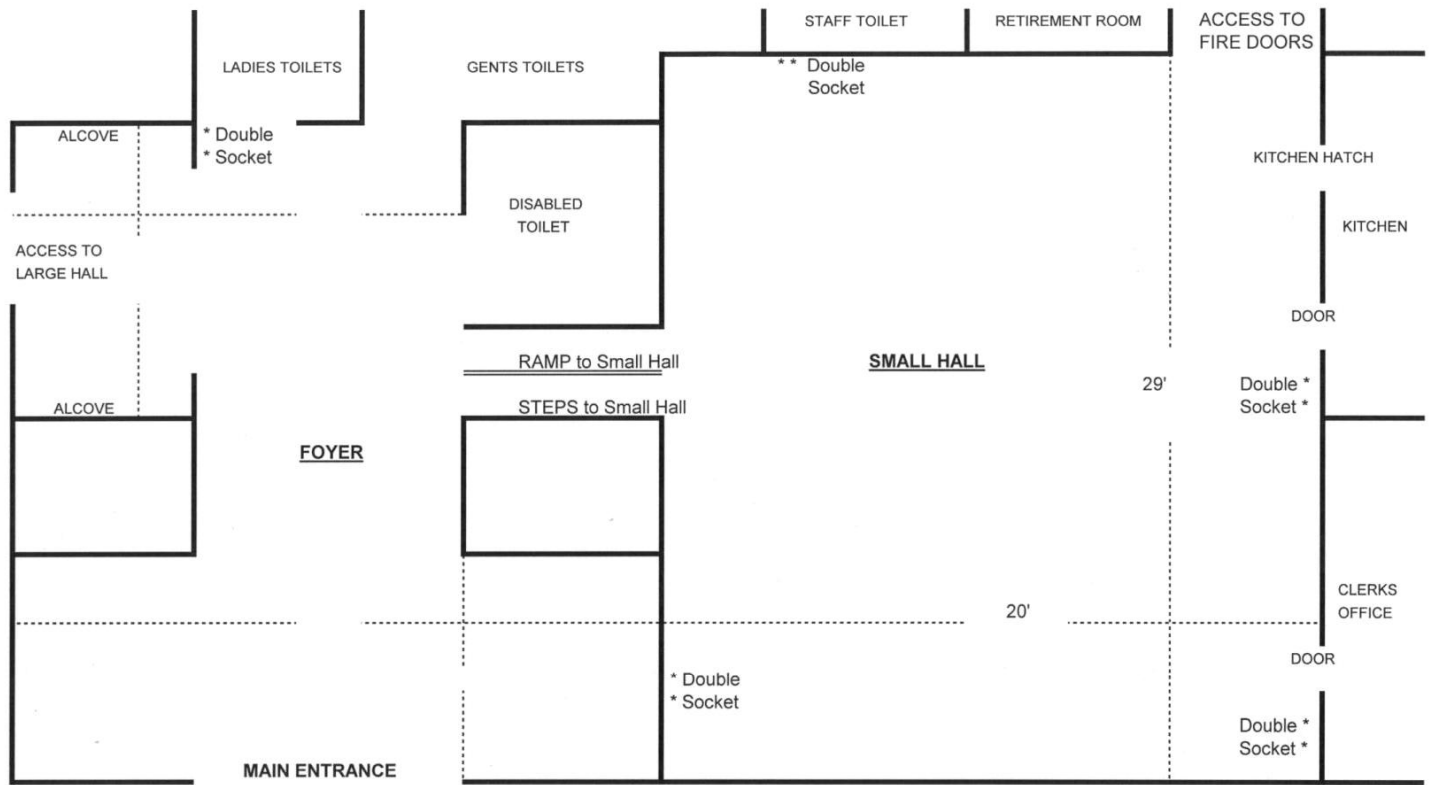 STAFF TOILET
RETIREMENT ROOM
ACCESS TO
FIRE DOORS
LADIES TOILETS
GENTS TOILETS
* * Double
Socket
ALCOVE
* Double
* Socket
KITCHEN HATCH
DISABLED
TOILET
KITCHEN
ACCESS TO
LARGE HALL
DOOR
RAMP to Small Hall
SMALL HALL
29'
Double *
Socket *
ALCOVE
STEPS to Small Hall
FOYER
CLERKS
OFFICE
20'
DOOR
* Double
* Socket
Double *
Socket *
MAIN ENTRANCE